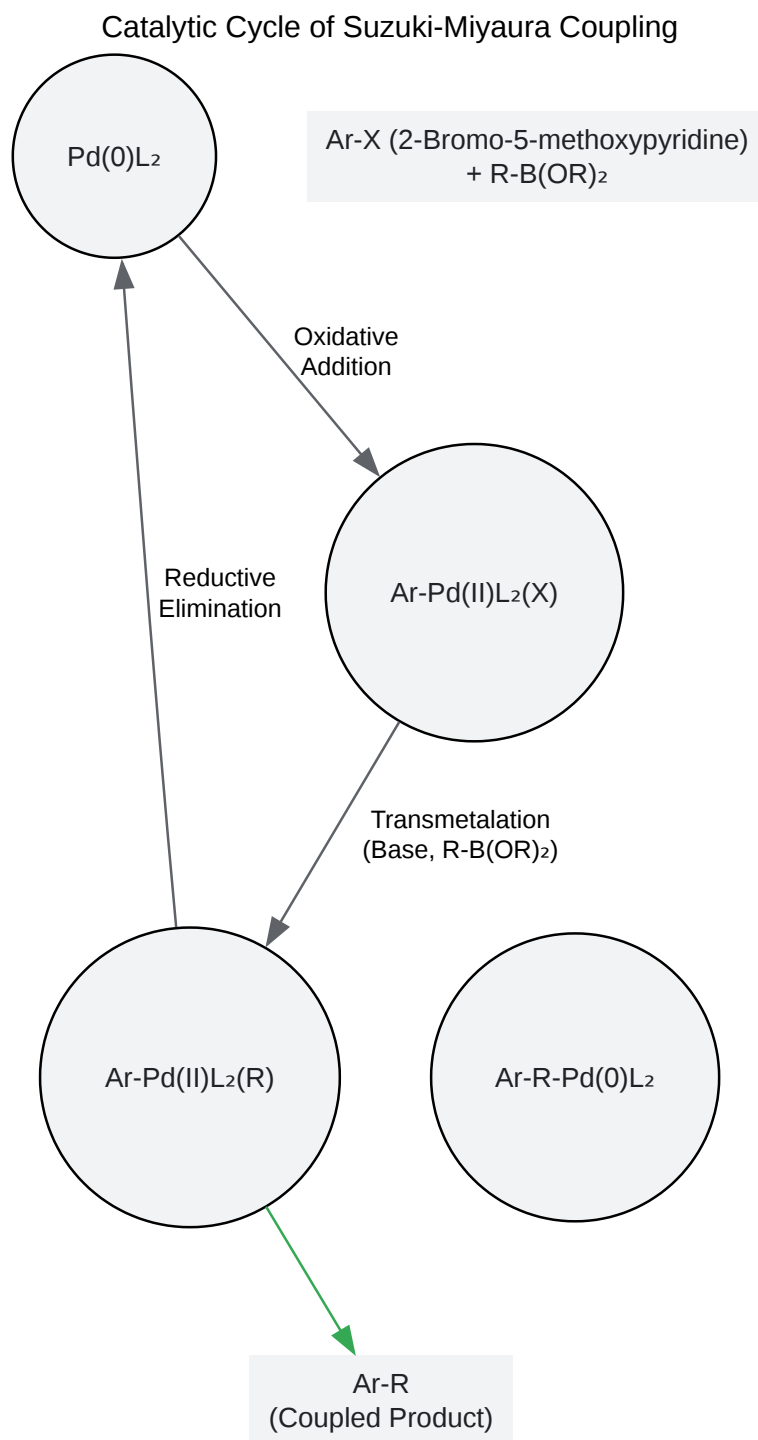 Catalytic Cycle of Suzuki-Miyaura Coupling
Pd(0)L₂
Ar-X (2-Bromo-5-methoxypyridine)
+ R-B(OR)₂
Oxidative
Addition
Ar-Pd(II)L₂(X)
Reductive
Elimination
Transmetalation
(Base, R-B(OR)₂)
Ar-Pd(II)L₂(R)
Ar-R-Pd(0)L₂
Ar-R
(Coupled Product)